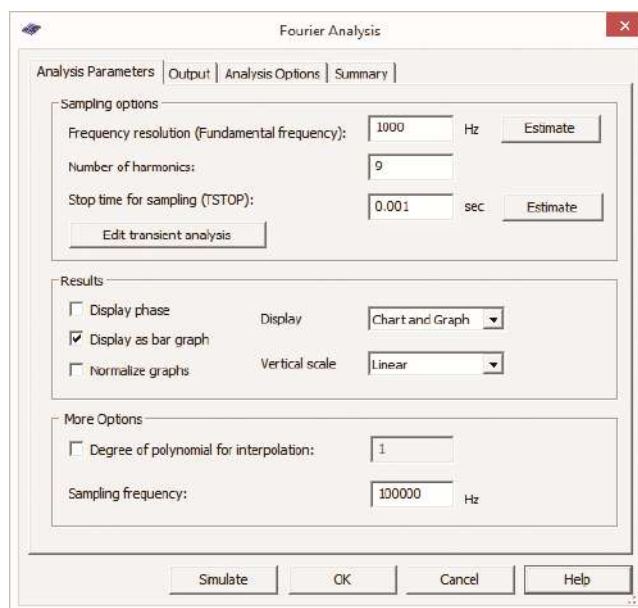 Fourier Analysis
Analysis Parameters Output Analysis Options Summary
Sampling options
Frequency resolution (Fundamental frequency): 1000 Hz Estimate
Number of harmonics: 9
Stop time for sampling (TSTOP): 0.001 sec Estimate
Edit transient analysis
Results
Display phase
Display Chart and Graph
Display as bar graph
Normalize graphs
Vertical scale Linear
More Options
Degree of polynomial for interpolation: 1
Sampling frequency: 100000 Hz
Simulate OK Cancel Help